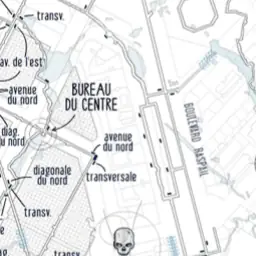 transv.
av. de l'est
avenue
du nord
BUREAU
DU CENTRE
diag.
du nord
avenue
du nord
transversale
diagonale
du nord
transv.
transv.
BOULEVARD RASPAIL